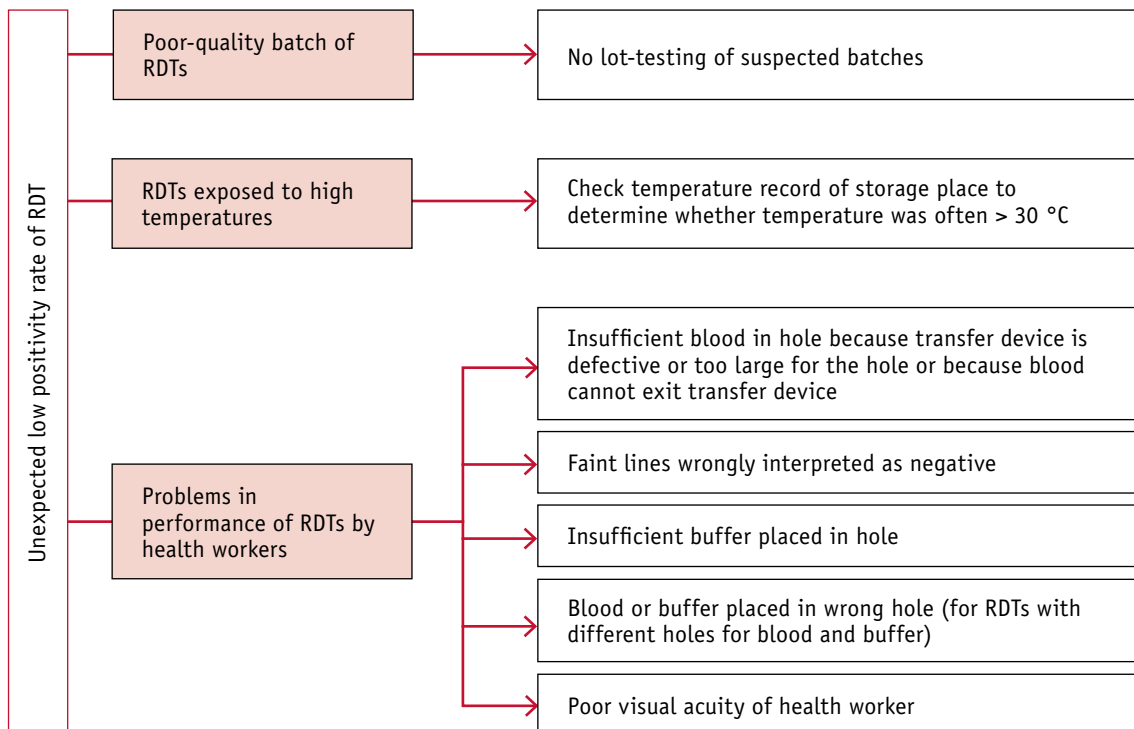 Unexpected low positivity rate of RDT
Poor-quality batch of
RDTs
No lot-testing of suspected batches
RDTs exposed to high
temperatures
Check temperature record of storage place to
determine whether temperature was often > 30 °C
Problems in
performance of RDTs by
health workers
Insufficient blood in hole because transfer device is
defective or too large for the hole or because blood
cannot exit transfer device
Faint lines wrongly interpreted as negative
Insufficient buffer placed in hole
Blood or buffer placed in wrong hole (for RDTs with
different holes for blood and buffer)
Poor visual acuity of health worker